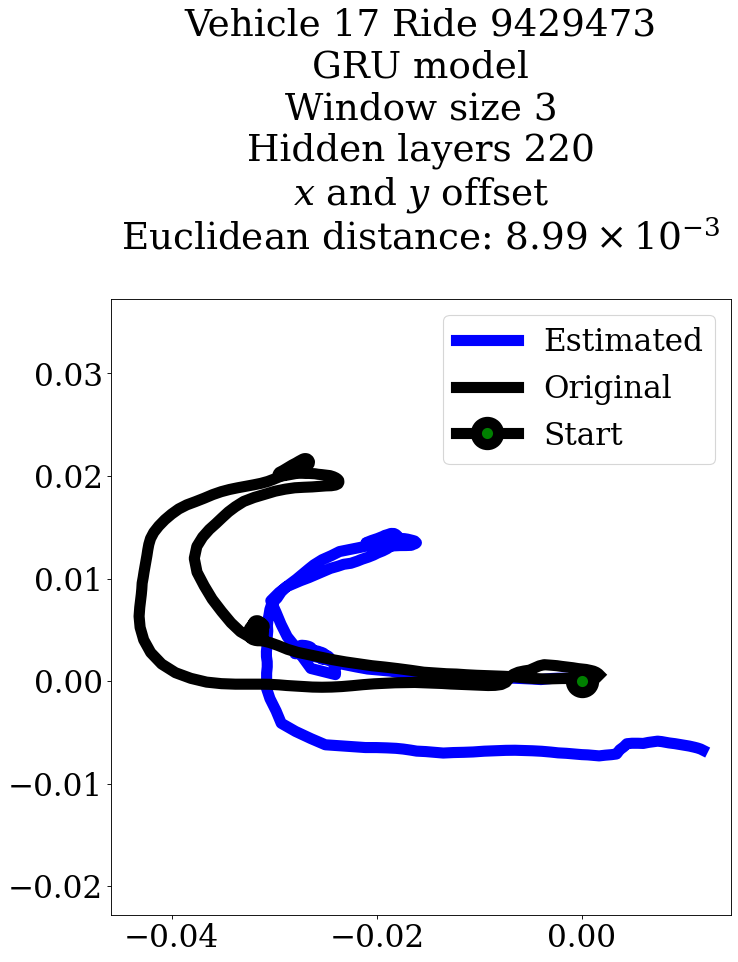 Vehicle 17 Ride 9429473
GRU model
Window size 3
Hidden layers 220
x and y offset
Euclidean distance: 8.99 × 10⁻³
Estimated
Original
Start
0.03
0.02
0.01
0.00
−0.01
−0.02
−0.04
−0.02
0.00